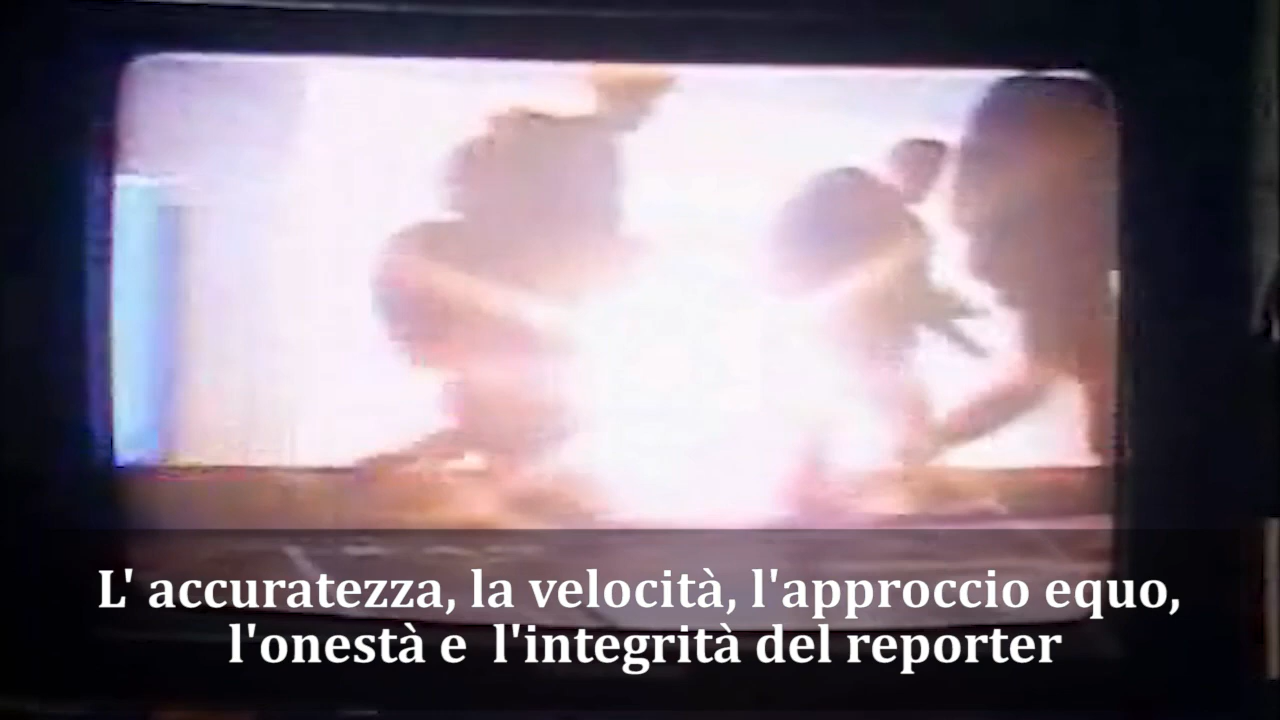 L' accuratezza, la velocità, l'approccio equo,
l'onestà e  l'integrità del reporter